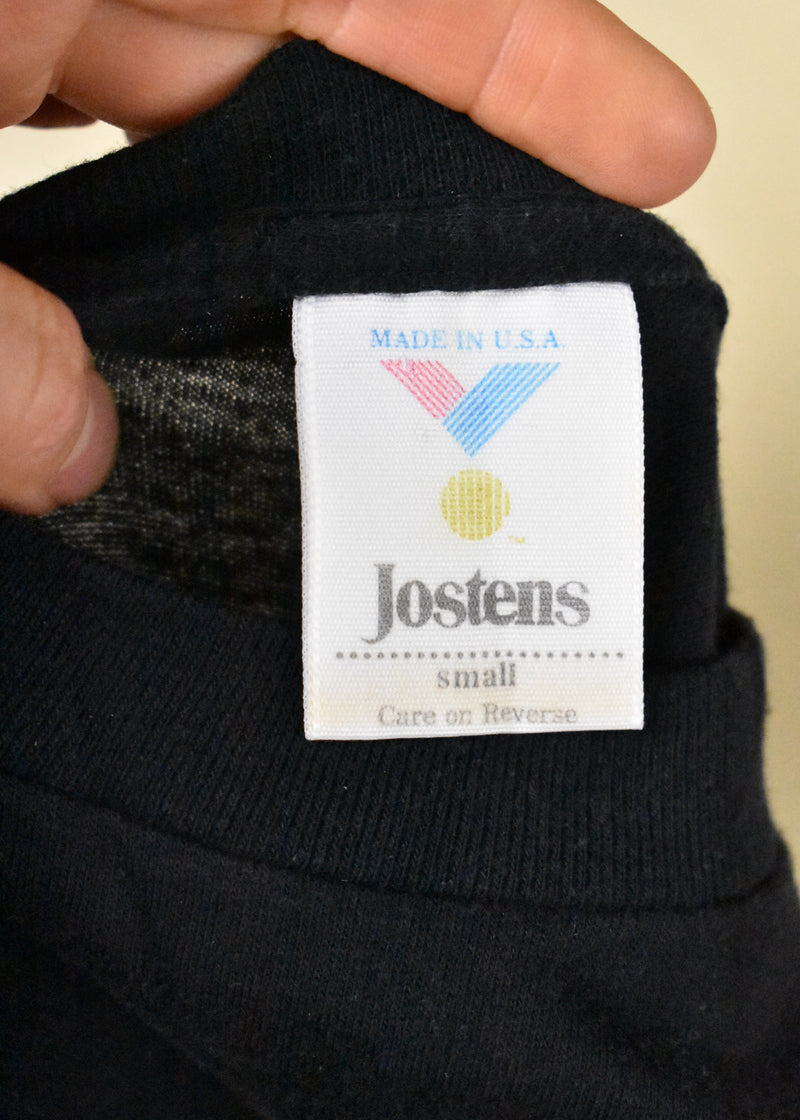 MADE IN U.S.A.
Jostens
small
Care on Reverse